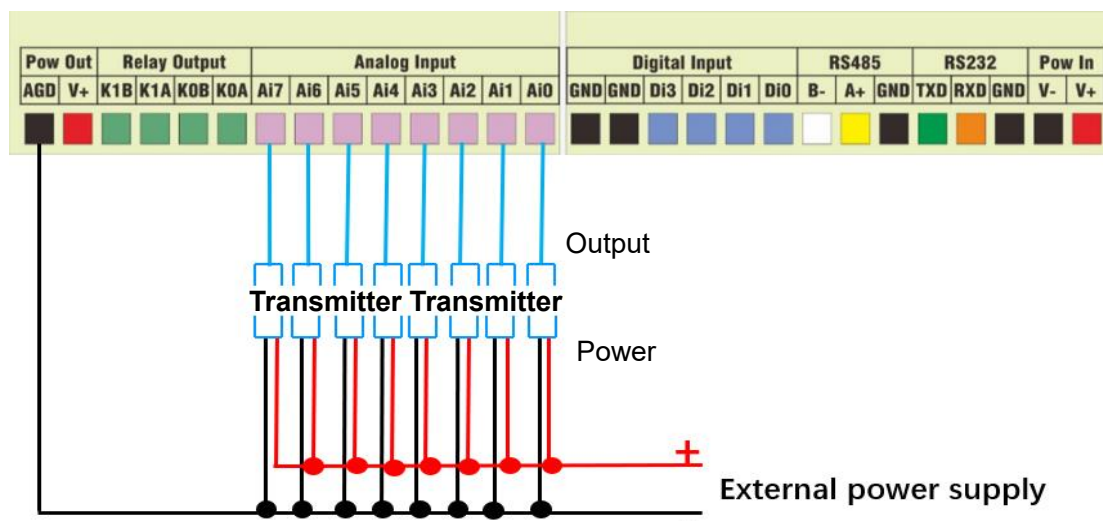 Pow Out Relay Output Analog Input Digital Input RS485 RS232 Pow In
AGD V+ K1B K1A K0B K0A Ai7 Ai6 Ai5 Ai4 Ai3 Ai2 Ai1 Ai0 GND GND Di3 Di2 Di1 Di0 B- A+ GND TXD RXD GND V- V+
Output
Transmitter Transmitter
Power
+
External power supply